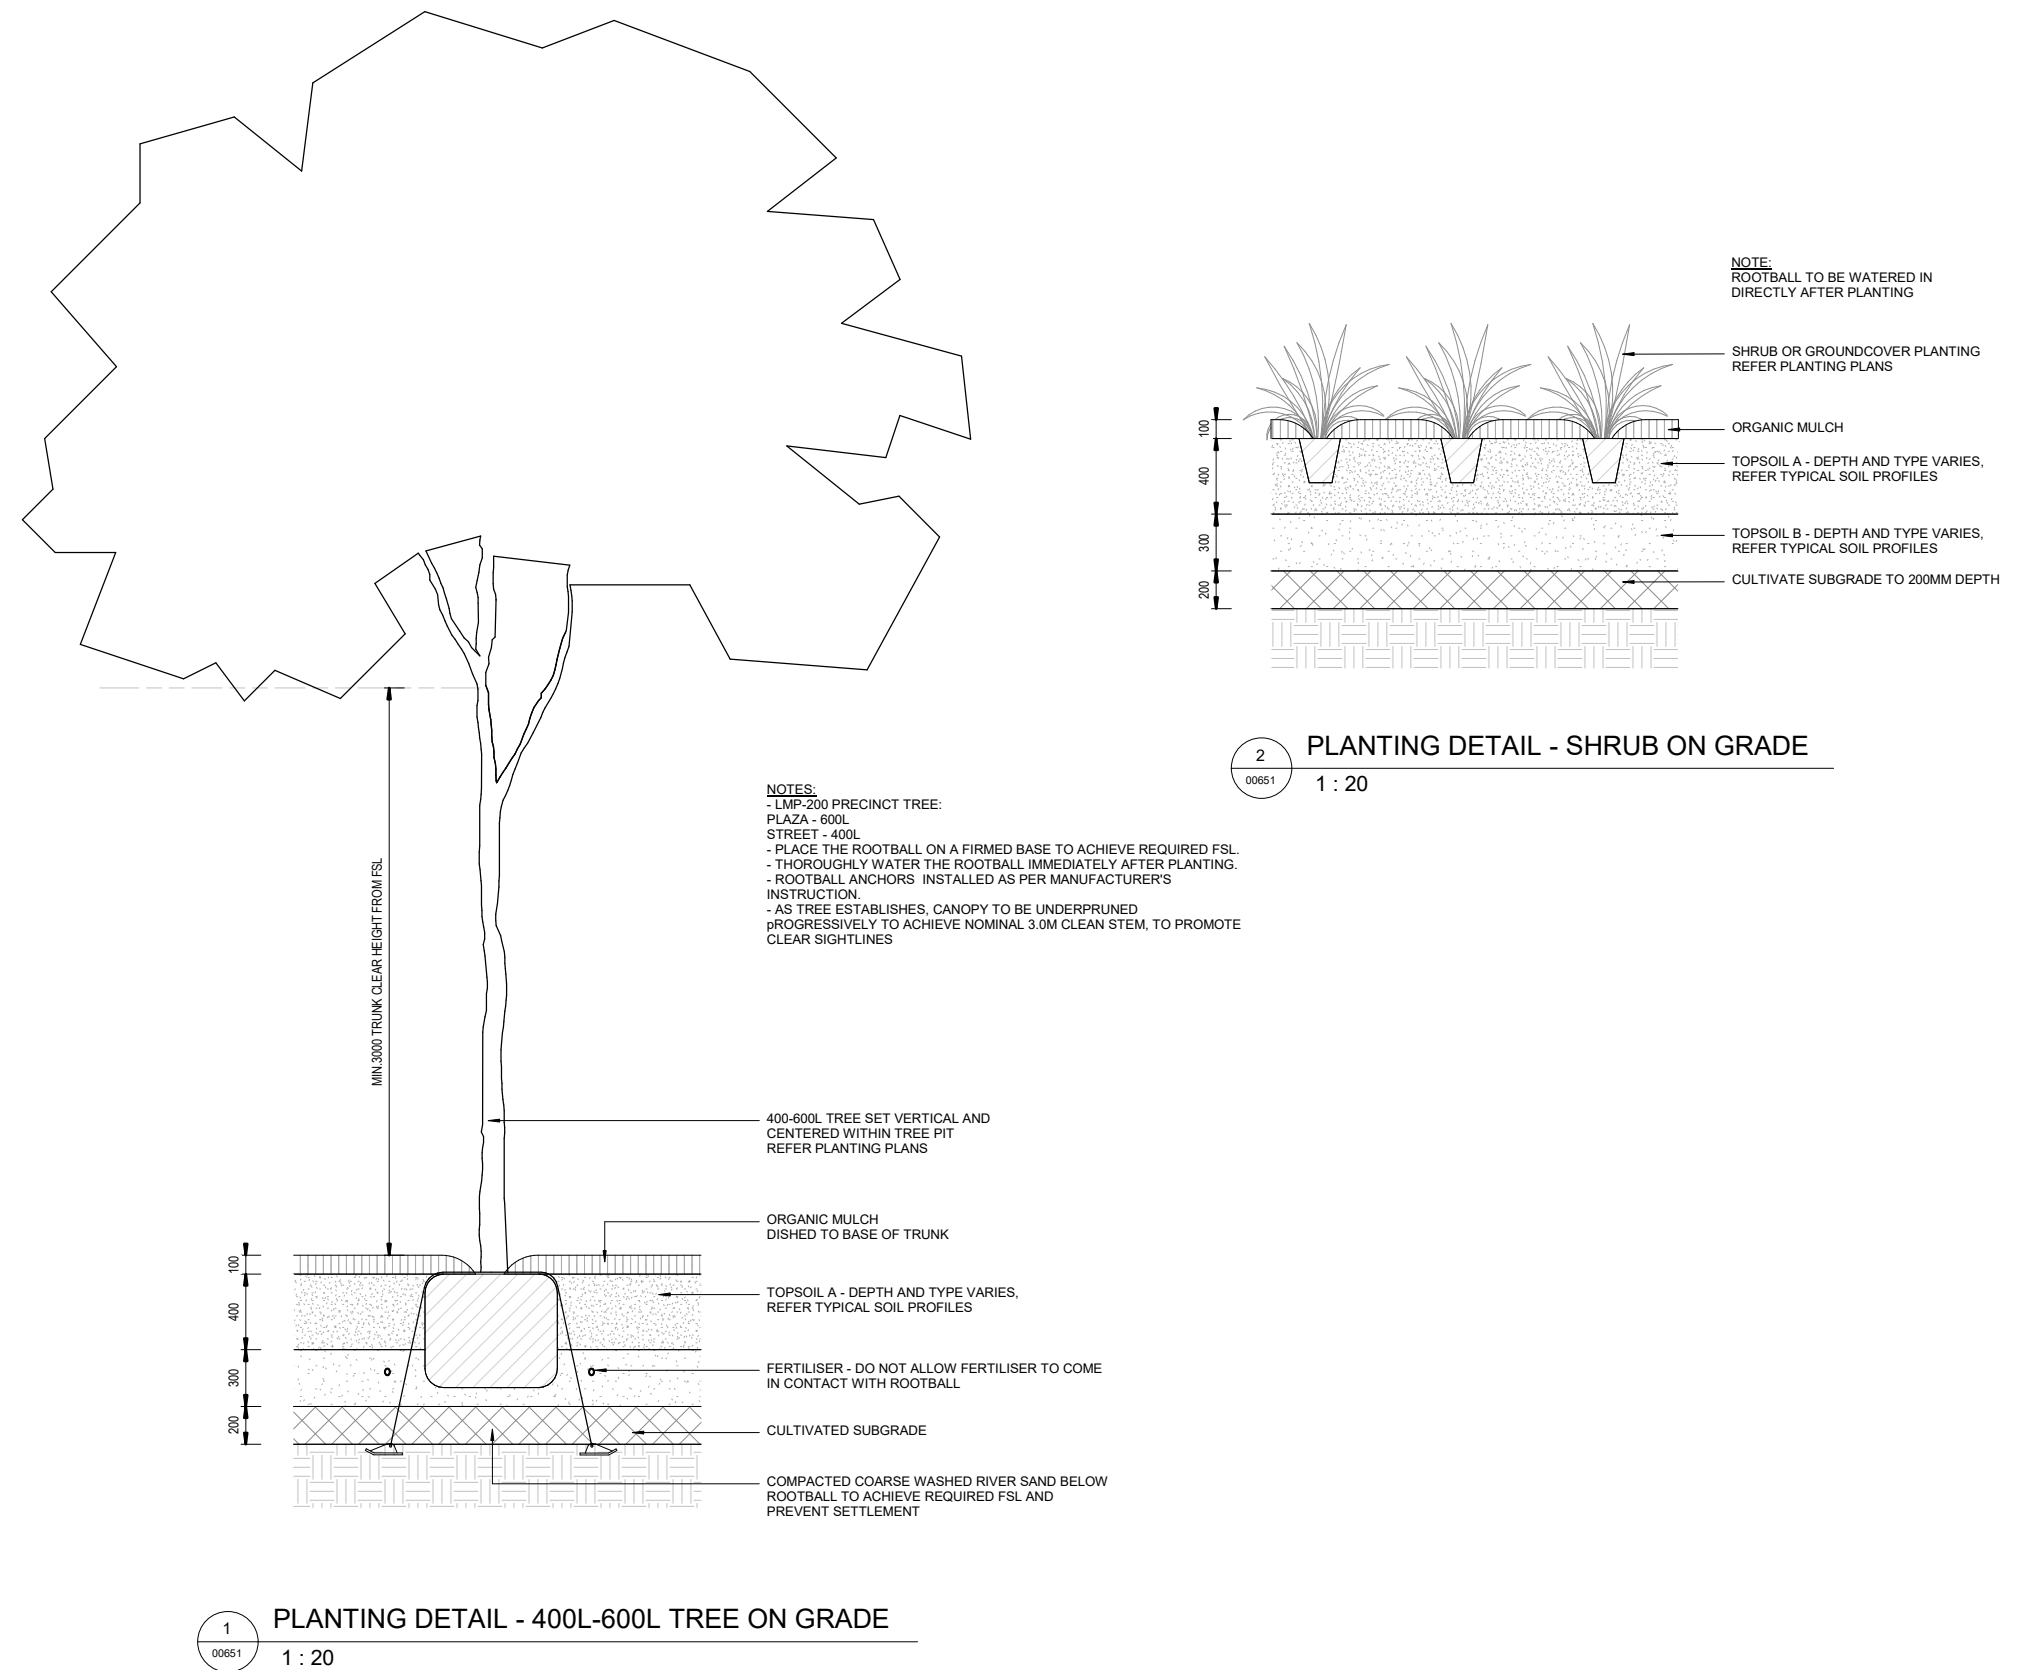 NOTE:
ROOTBALL TO BE WATERED IN
DIRECTLY AFTER PLANTING
SHRUB OR GROUNDCOVER PLANTING
REFER PLANTING PLANS
ORGANIC MULCH
TOPSOIL A - DEPTH AND TYPE VARIES,
REFER TYPICAL SOIL PROFILES
TOPSOIL B - DEPTH AND TYPE VARIES,
REFER TYPICAL SOIL PROFILES
CULTIVATE SUBGRADE TO 200MM DEPTH
100
400
300
200
2
00651
PLANTING DETAIL - SHRUB ON GRADE
1 : 20
NOTES:
- LMP-200 PRECINCT TREE:
PLAZA - 600L
STREET - 400L
- PLACE THE ROOTBALL ON A FIRMED BASE TO ACHIEVE REQUIRED FSL.
- THOROUGHLY WATER THE ROOTBALL IMMEDIATELY AFTER PLANTING.
- ROOTBALL ANCHORS  INSTALLED AS PER MANUFACTURER'S
INSTRUCTION.
- AS TREE ESTABLISHES, CANOPY TO BE UNDERPRUNED
pROGRESSIVELY TO ACHIEVE NOMINAL 3.0M CLEAN STEM, TO PROMOTE
CLEAR SIGHTLINES
MIN.3000 TRUNK CLEAR HEIGHT FROM FSL
400-600L TREE SET VERTICAL AND
CENTERED WITHIN TREE PIT
REFER PLANTING PLANS
ORGANIC MULCH
DISHED TO BASE OF TRUNK
TOPSOIL A - DEPTH AND TYPE VARIES,
REFER TYPICAL SOIL PROFILES
FERTILISER - DO NOT ALLOW FERTILISER TO COME
IN CONTACT WITH ROOTBALL
CULTIVATED SUBGRADE
COMPACTED COARSE WASHED RIVER SAND BELOW
ROOTBALL TO ACHIEVE REQUIRED FSL AND
PREVENT SETTLEMENT
100
400
300
200
1
00651
PLANTING DETAIL - 400L-600L TREE ON GRADE
1 : 20